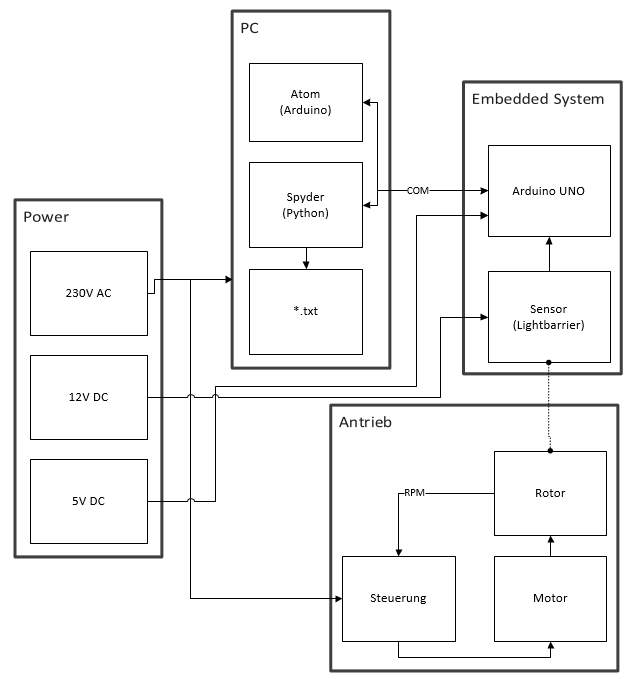 PC
Atom
(Arduino)
Spyder
(Python)
*.txt
COM
Embedded System
Arduino UNO
Sensor
(Lightbarrier)
Power
230V AC
12V DC
5V DC
Antrieb
Rotor
RPM
Steuerung
Motor